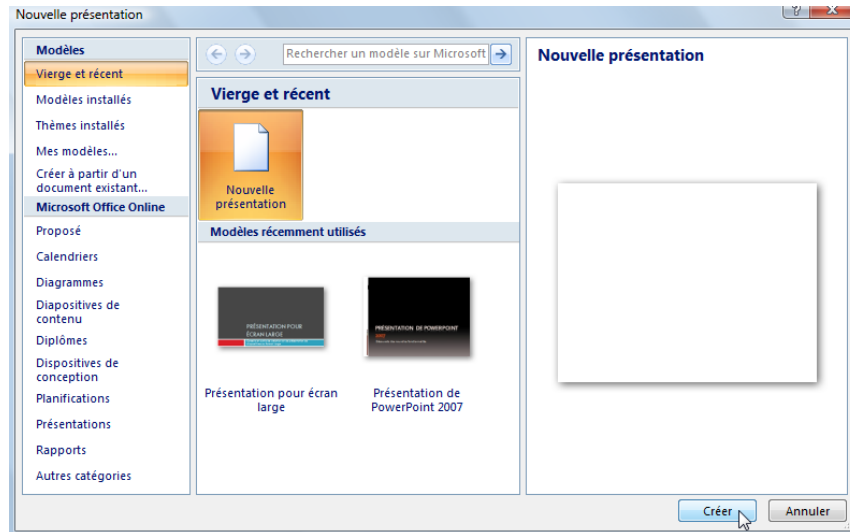 Nouvelle présentation
Modèles
Vierge et récent
Modèles installés
Thèmes installés
Mes modèles...
Créer à partir d'un
document existant...
Microsoft Office Online
Proposé
Calendriers
Diagrammes
Diapositives de
contenu
Diplômes
Dispositives de
conception
Planifications
Présentations
Rapports
Autres catégories
Rechercher un modèle sur Microsoft
Vierge et récent
Nouvelle
présentation
Modèles récemment utilisés
PRÉSENTATION POUR
ÉCRAN LARGE
PRÉSENTATION DE POWERPOINT
2007
Présentation pour écran
large
Présentation de
PowerPoint 2007
Nouvelle présentation
Créer
Annuler